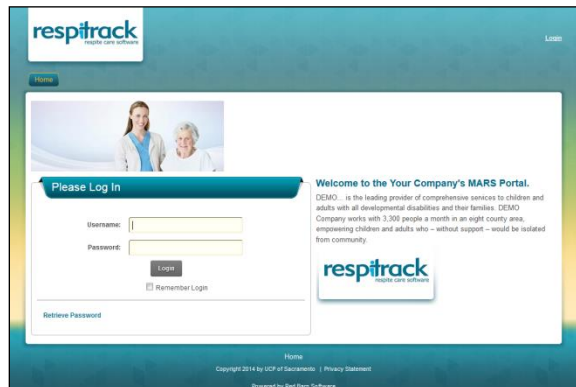 respitrack
respite care software
Login
Home
Please Log In
Username:
Password:
Login
Remember Login
Retrieve Password
Welcome to the Your Company's MARS Portal.
DEMO... is the leading provider of comprehensive services to children and
adults with all developmental disabilities and their families. DEMO
Company works with 3,300 people a month in an eight county area,
empowering children and adults who – without support – would be isolated
from community.
respitrack
respite care software
Home
Copyright 2014 by UCP of Sacramento | Privacy Statement
Powered by Red Barn Software